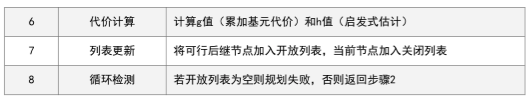 6 代价计算 计算g值（累加基元代价）和h值（启发式估计）
7 列表更新 将可行后继节点加入开放列表，当前节点加入关闭列表
8 循环检测 若开放列表为空则规划失败，否则返回步骤2